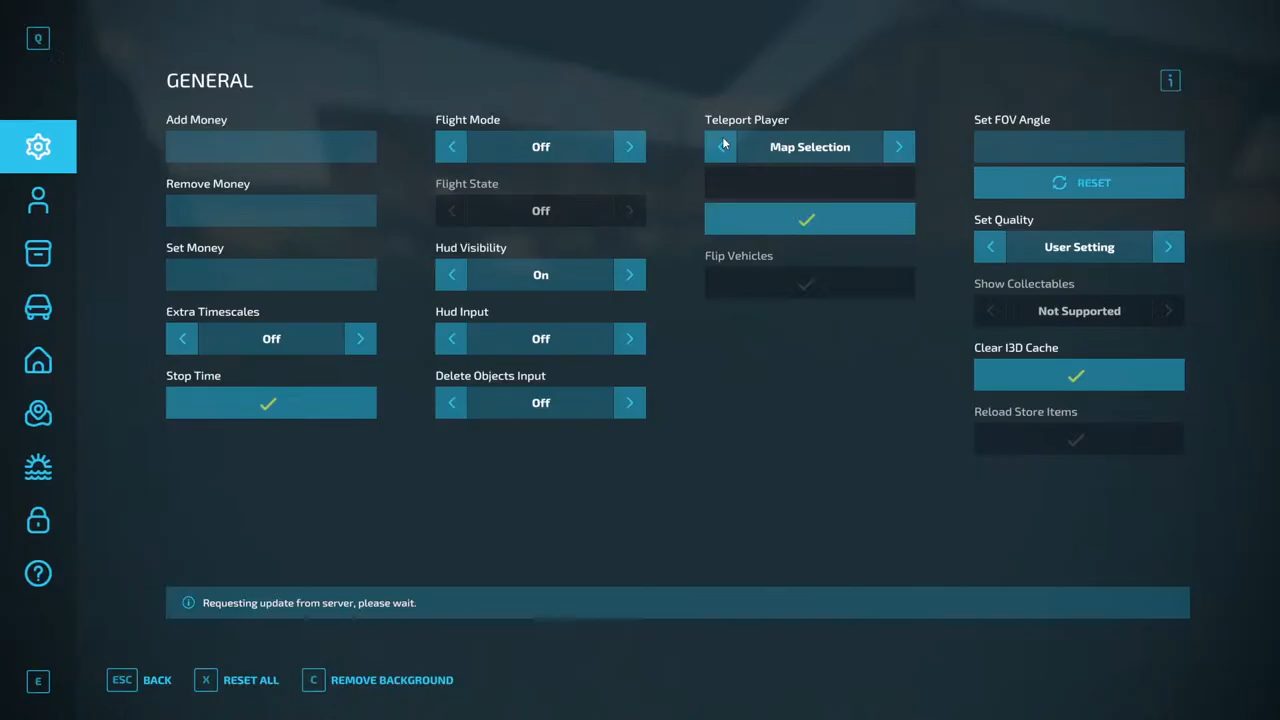 Q
GENERAL
i
Add Money
Flight Mode
Teleport Player
Set FOV Angle
Off
Map Selection
Remove Money
Flight State
RESET
Off
Set Money
Hud Visibility
Set Quality
On
User Setting
Flip Vehicles
Extra Timescales
Hud Input
Show Collectables
Off
Off
Not Supported
Stop Time
Delete Objects Input
Clear I3D Cache
Off
Reload Store Items
Requesting update from server, please wait.
E
ESC BACK X RESET ALL C REMOVE BACKGROUND